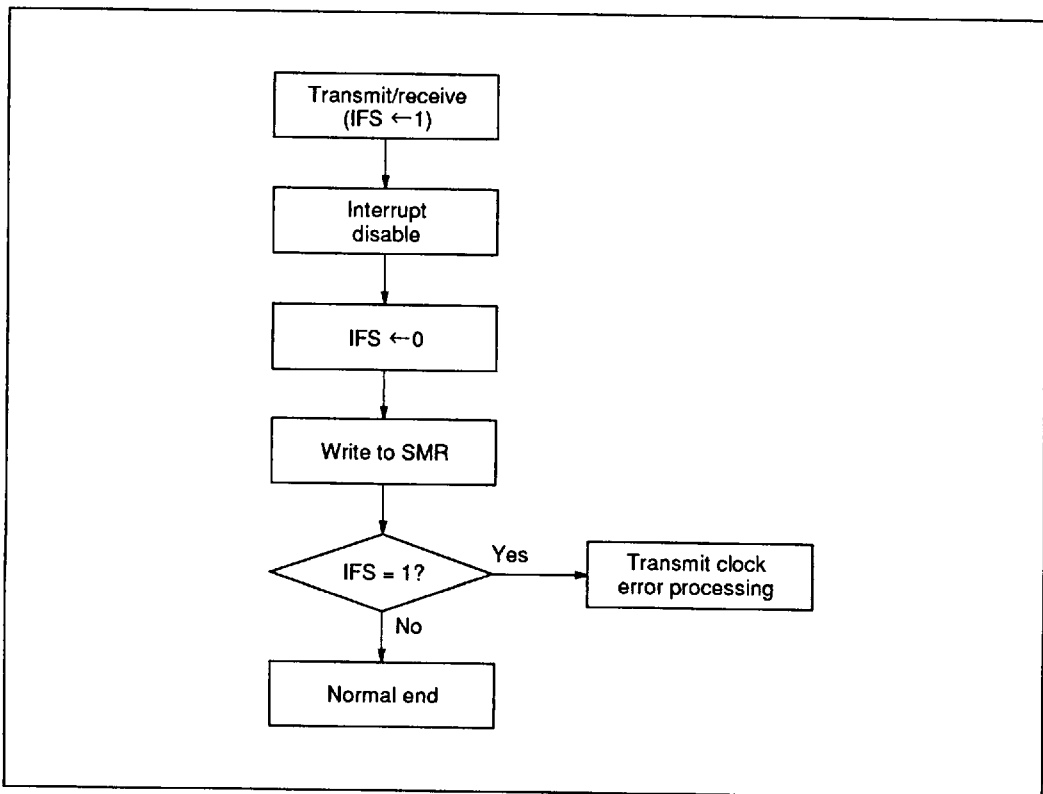 Transmit/receive
(IFS ←1)
Interrupt
disable
IFS ←0
Write to SMR
IFS = 1?
Yes
Transmit clock
error processing
No
Normal end